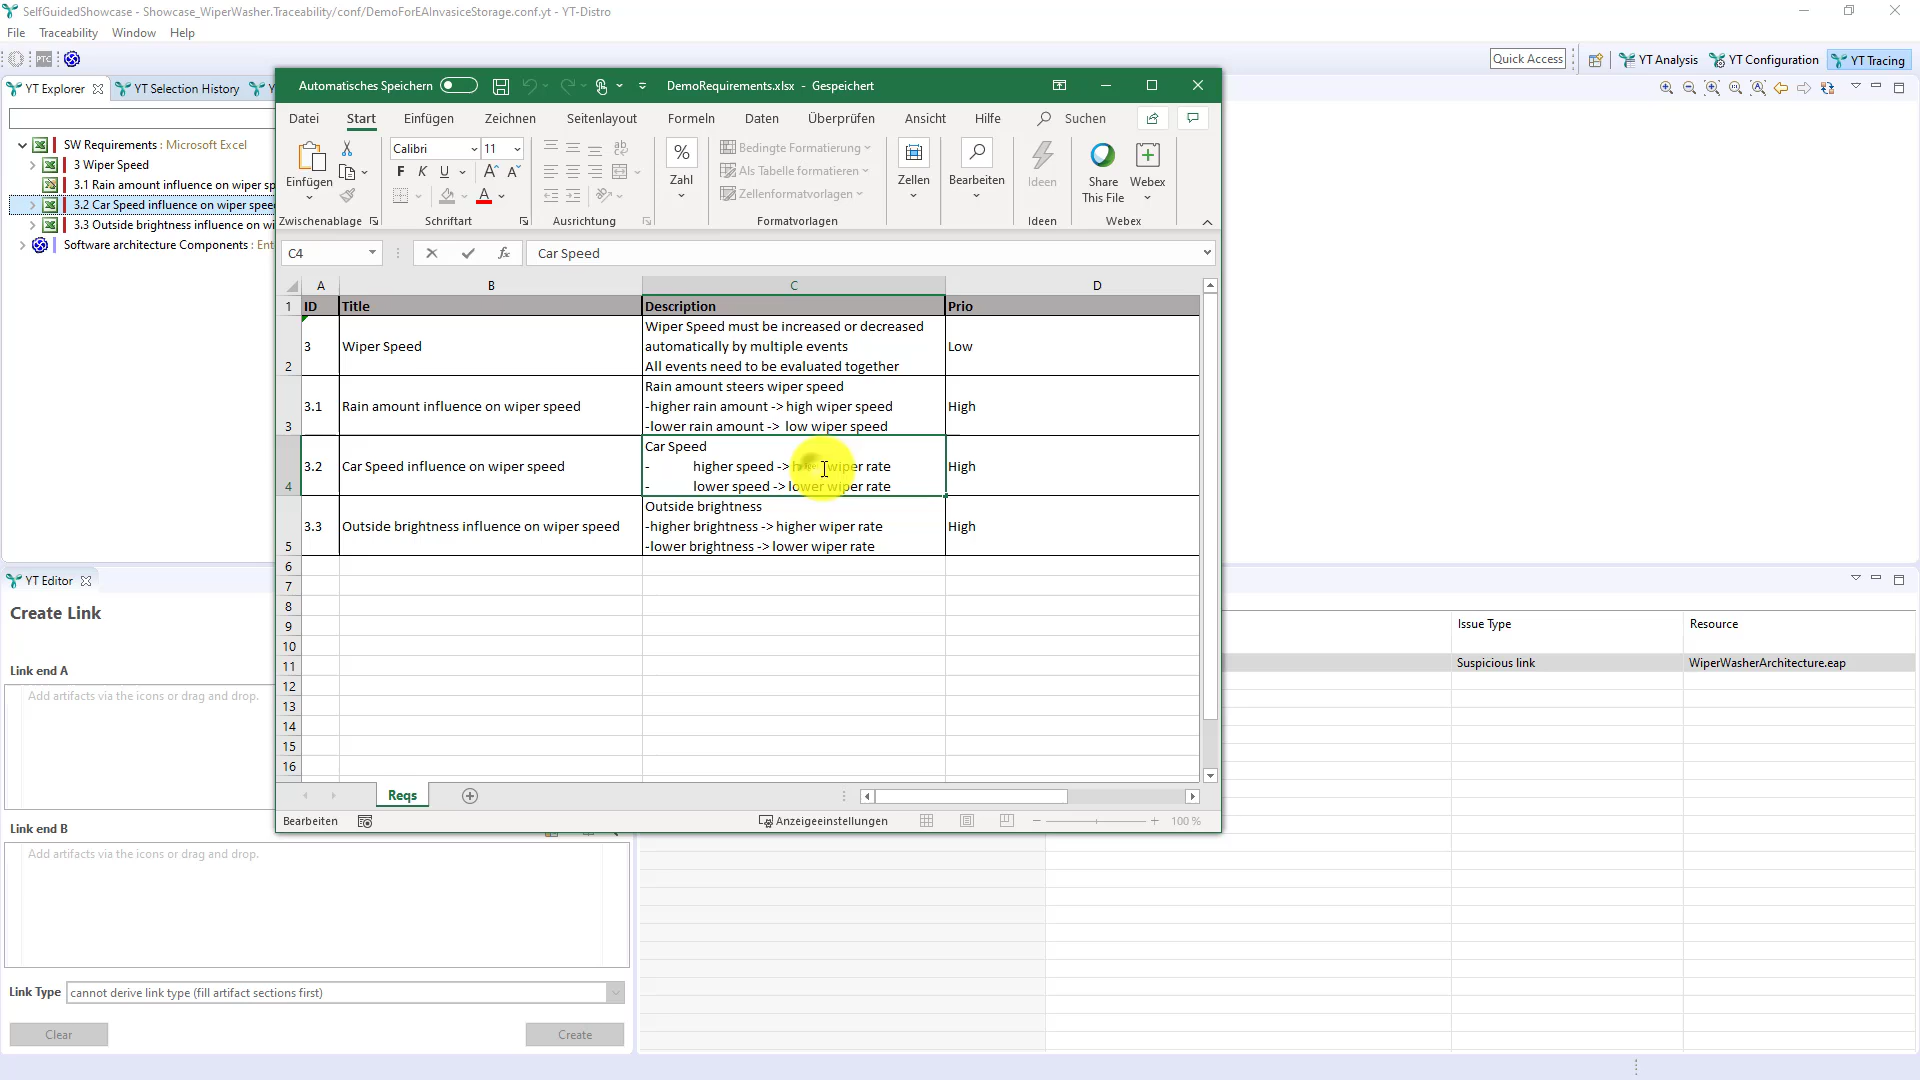 SelfGuidedShowcase - Showcase_WiperWasher.Traceability/conf/DemoForEAInvasiceStorage.conf.yt - YT-Distro
File Traceability Window Help
PTC
Quick Access
YT Analysis
YT Configuration
YT Tracing
YT Explorer
YT Selection History
SW Requirements : Microsoft Excel
3 Wiper Speed
3.1 Rain amount influence on wiper sp
3.2 Car Speed influence on wiper spee
3.3 Outside brightness influence on wi
Software architecture Components : Ent
Automatisches Speichern
DemoRequirements.xlsx - Gespeichert
Datei Start Einfügen Zeichnen Seitenlayout Formeln Daten Überprüfen Ansicht Hilfe Suchen
Einfügen
Zwischenablage
Calibri 11
F K U
Schriftart
Ausrichtung
%
Zahl
Bedingte Formatierung
Als Tabelle formatieren
Zellenformatvorlagen
Formatvorlagen
Zellen
Bearbeiten
Ideen
Ideen
Share
This File
Webex
Webex
C4
fx
Car Speed
A B C D
1 ID Title Description Prio
2 3 Wiper Speed
Wiper Speed must be increased or decreased
automatically by multiple events
All events need to be evaluated together
Low
3 3.1 Rain amount influence on wiper speed
Rain amount steers wiper speed
-higher rain amount -> high wiper speed
-lower rain amount -> low wiper speed
High
4 3.2 Car Speed influence on wiper speed
Car Speed
- higher speed -> wiper rate
- lower speed -> lower wiper rate
High
5 3.3 Outside brightness influence on wiper speed
Outside brightness
-higher brightness -> higher wiper rate
-lower brightness -> lower wiper rate
High
6
7
8
9
10
11
12
13
14
15
16
Reqs
Bearbeiten
Anzeigeeinstellungen
100 %
YT Editor
Create Link
Link end A
Add artifacts via the icons or drag and drop.
Link end B
Add artifacts via the icons or drag and drop.
Link Type cannot derive link type (fill artifact sections first)
Clear
Create
Issue Type
Resource
Suspicious link
WiperWasherArchitecture.eap